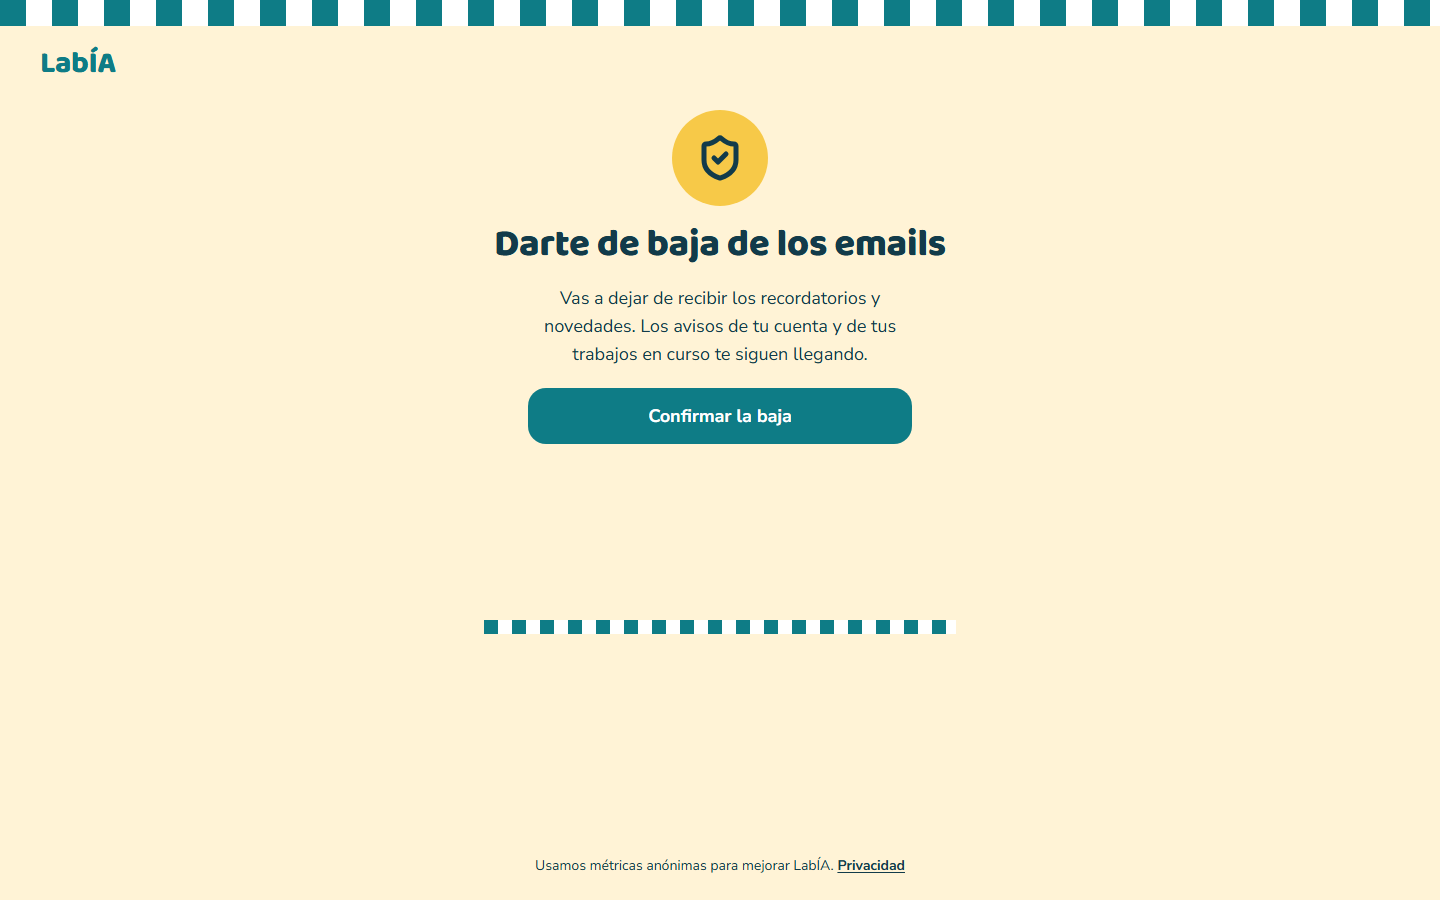 LabÍA
Darte de baja de los emails
Vas a dejar de recibir los recordatorios y
novedades. Los avisos de tu cuenta y de tus
trabajos en curso te siguen llegando.
Confirmar la baja
Usamos métricas anónimas para mejorar LabÍA. Privacidad